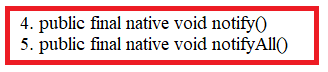 4. public final native void notify()
5. public final native void notifyAll()